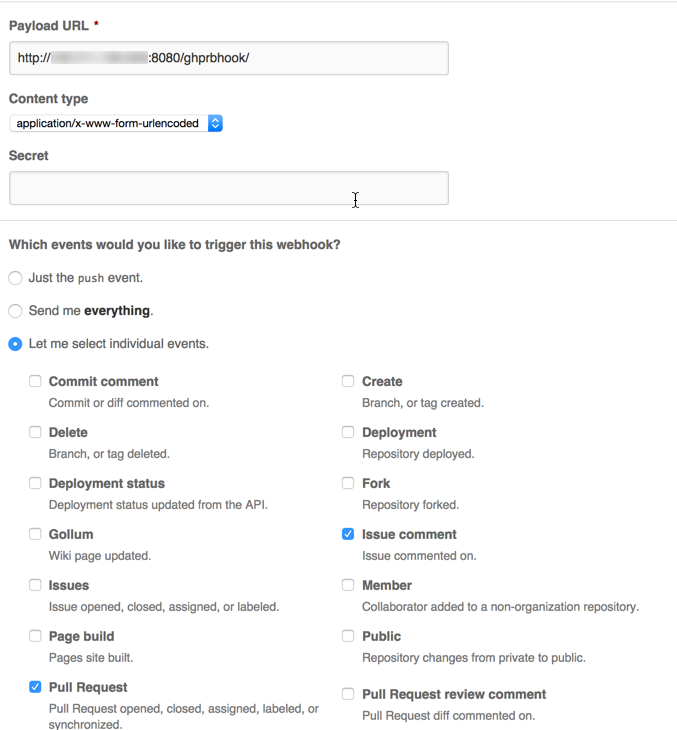 Payload URL *
http:// :8080/ghprbhook/
Content type
application/x-www-form-urlencoded
Secret
Which events would you like to trigger this webhook?
Just the push event.
Send me everything.
Let me select individual events.
Commit comment
Commit or diff commented on.
Create
Branch, or tag created.
Delete
Branch, or tag deleted.
Deployment
Repository deployed.
Deployment status
Deployment status updated from the API.
Fork
Repository forked.
Gollum
Wiki page updated.
Issue comment
Issue commented on.
Issues
Issue opened, closed, assigned, or labeled.
Member
Collaborator added to a non-organization repository.
Page build
Pages site built.
Public
Repository changes from private to public.
Pull Request
Pull Request opened, closed, assigned, labeled, or
synchronized.
Pull Request review comment
Pull Request diff commented on.